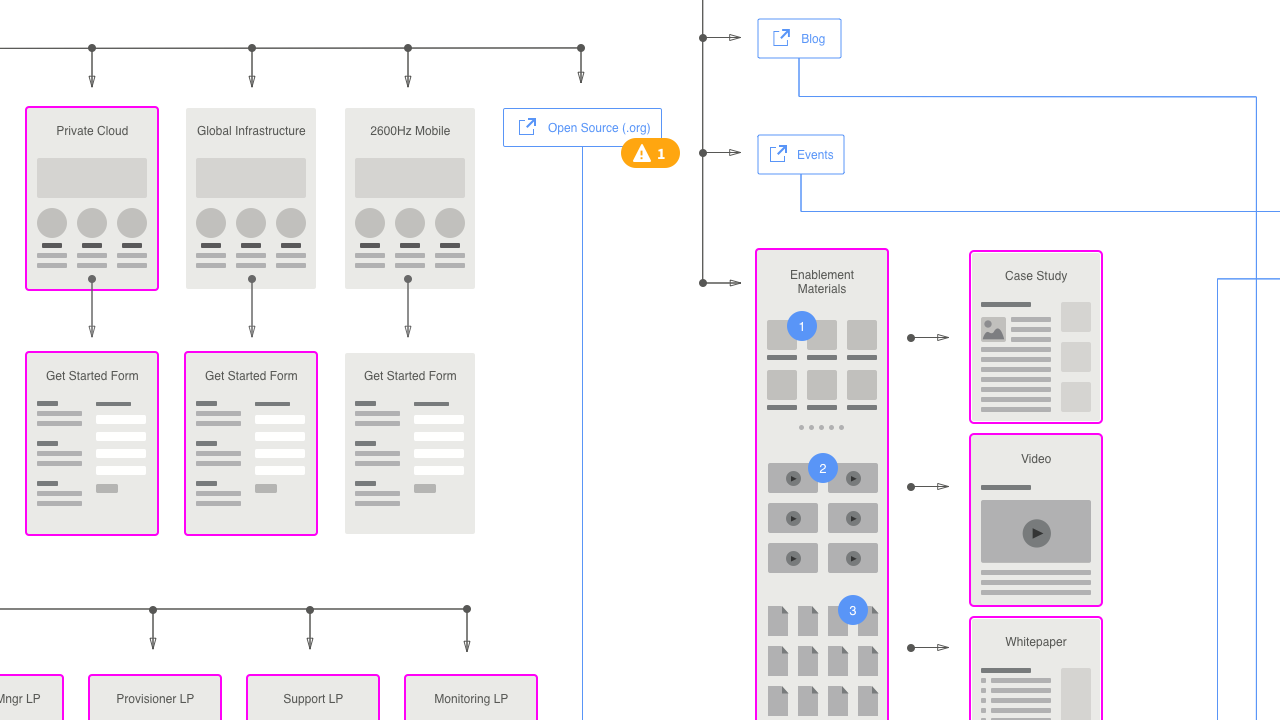 Blog
Private Cloud
Global Infrastructure
2600Hz Mobile
Open Source (.org)
1
Events
Enablement
Materials
Case Study
1
Get Started Form
Get Started Form
Get Started Form
Video
2
3
Whitepaper
Mngr LP
Provisioner LP
Support LP
Monitoring LP